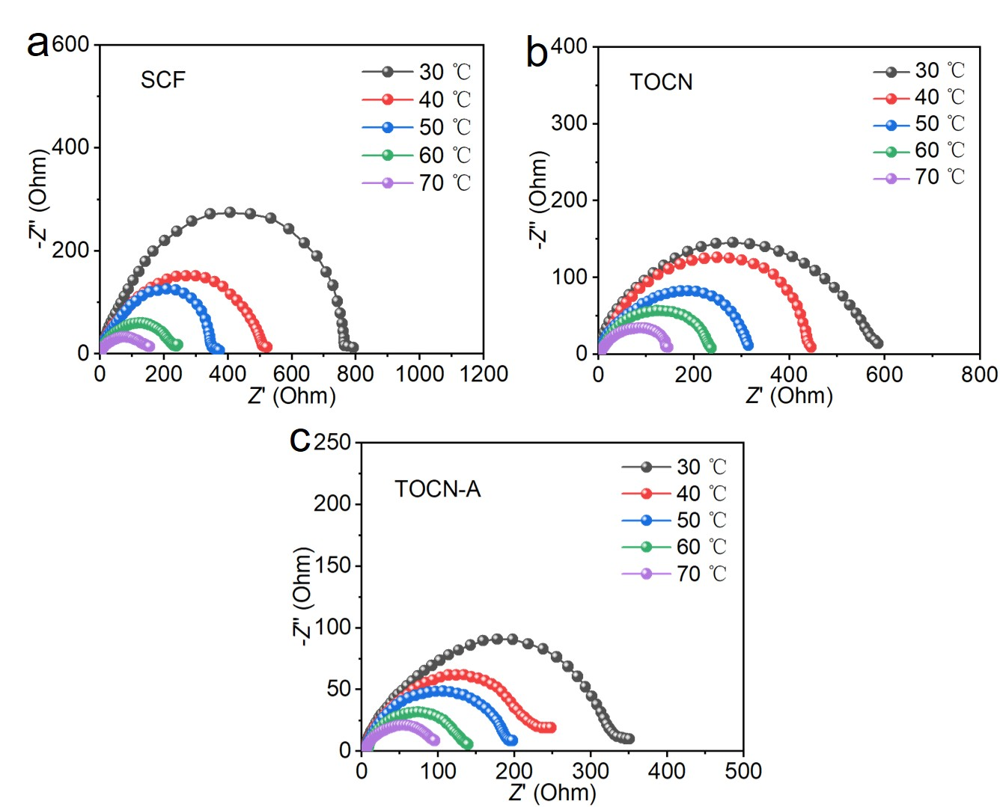 a
600
400
200
0
-Z'' (Ohm)
SCF
30 ℃
40 ℃
50 ℃
60 ℃
70 ℃
0 200 400 600 800 1000 1200
Z' (Ohm)
b
400
300
200
100
0
-Z'' (Ohm)
TOCN
30 ℃
40 ℃
50 ℃
60 ℃
70 ℃
0 200 400 600 800
Z' (Ohm)
c
250
200
150
100
50
0
-Z'' (Ohm)
TOCN-A
30 ℃
40 ℃
50 ℃
60 ℃
70 ℃
0 100 200 300 400 500
Z' (Ohm)